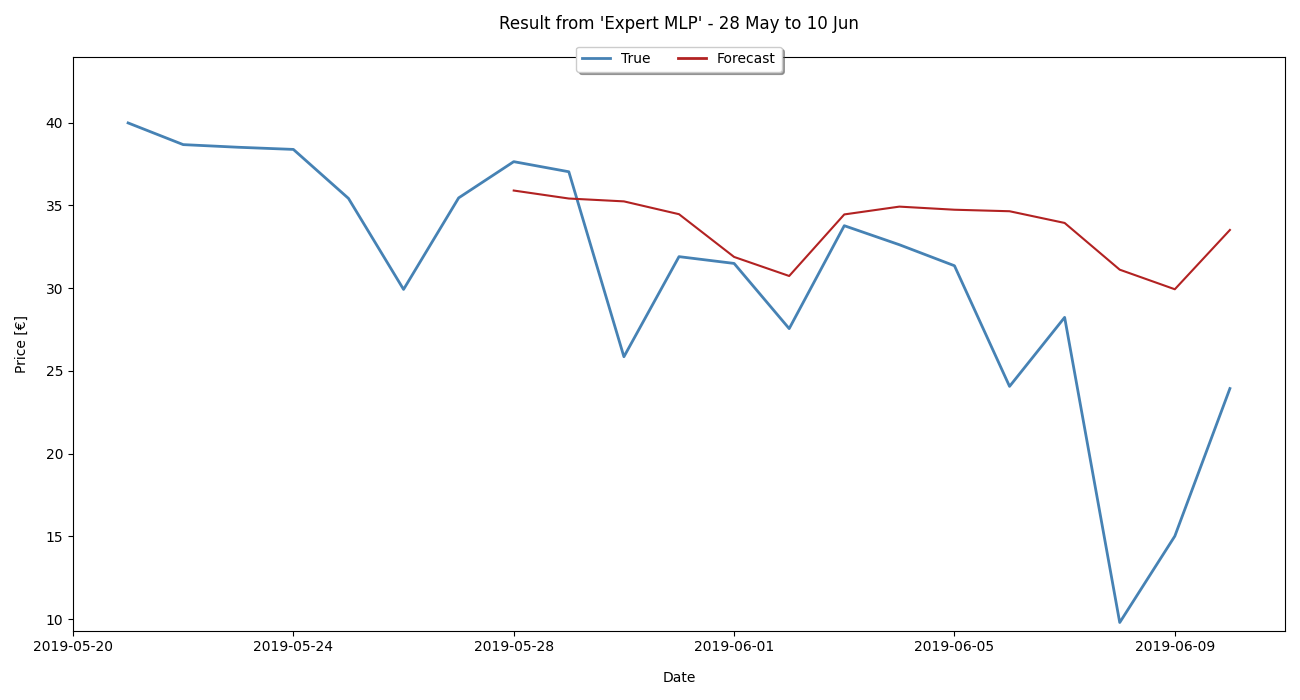 Result from 'Expert MLP' - 28 May to 10 Jun
True Forecast
40
35
30
25
20
15
10
Price [€]
2019-05-20 2019-05-24 2019-05-28 2019-06-01 2019-06-05 2019-06-09
Date